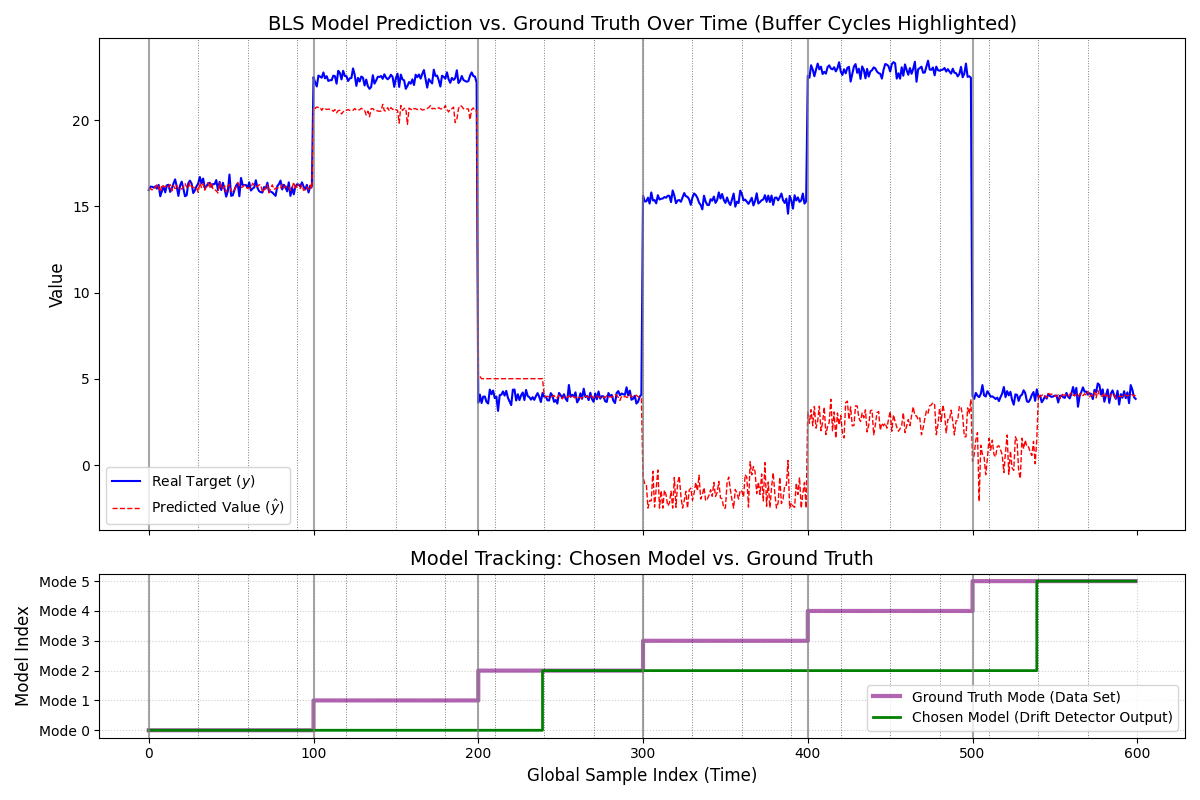 BLS Model Prediction vs. Ground Truth Over Time (Buffer Cycles Highlighted)
Value
20
15
10
5
0
Real Target (y)
Predicted Value (ŷ)
Model Tracking: Chosen Model vs. Ground Truth
Model Index
Mode 5
Mode 4
Mode 3
Mode 2
Mode 1
Mode 0
Ground Truth Mode (Data Set)
Chosen Model (Drift Detector Output)
0 100 200 300 400 500 600
Global Sample Index (Time)